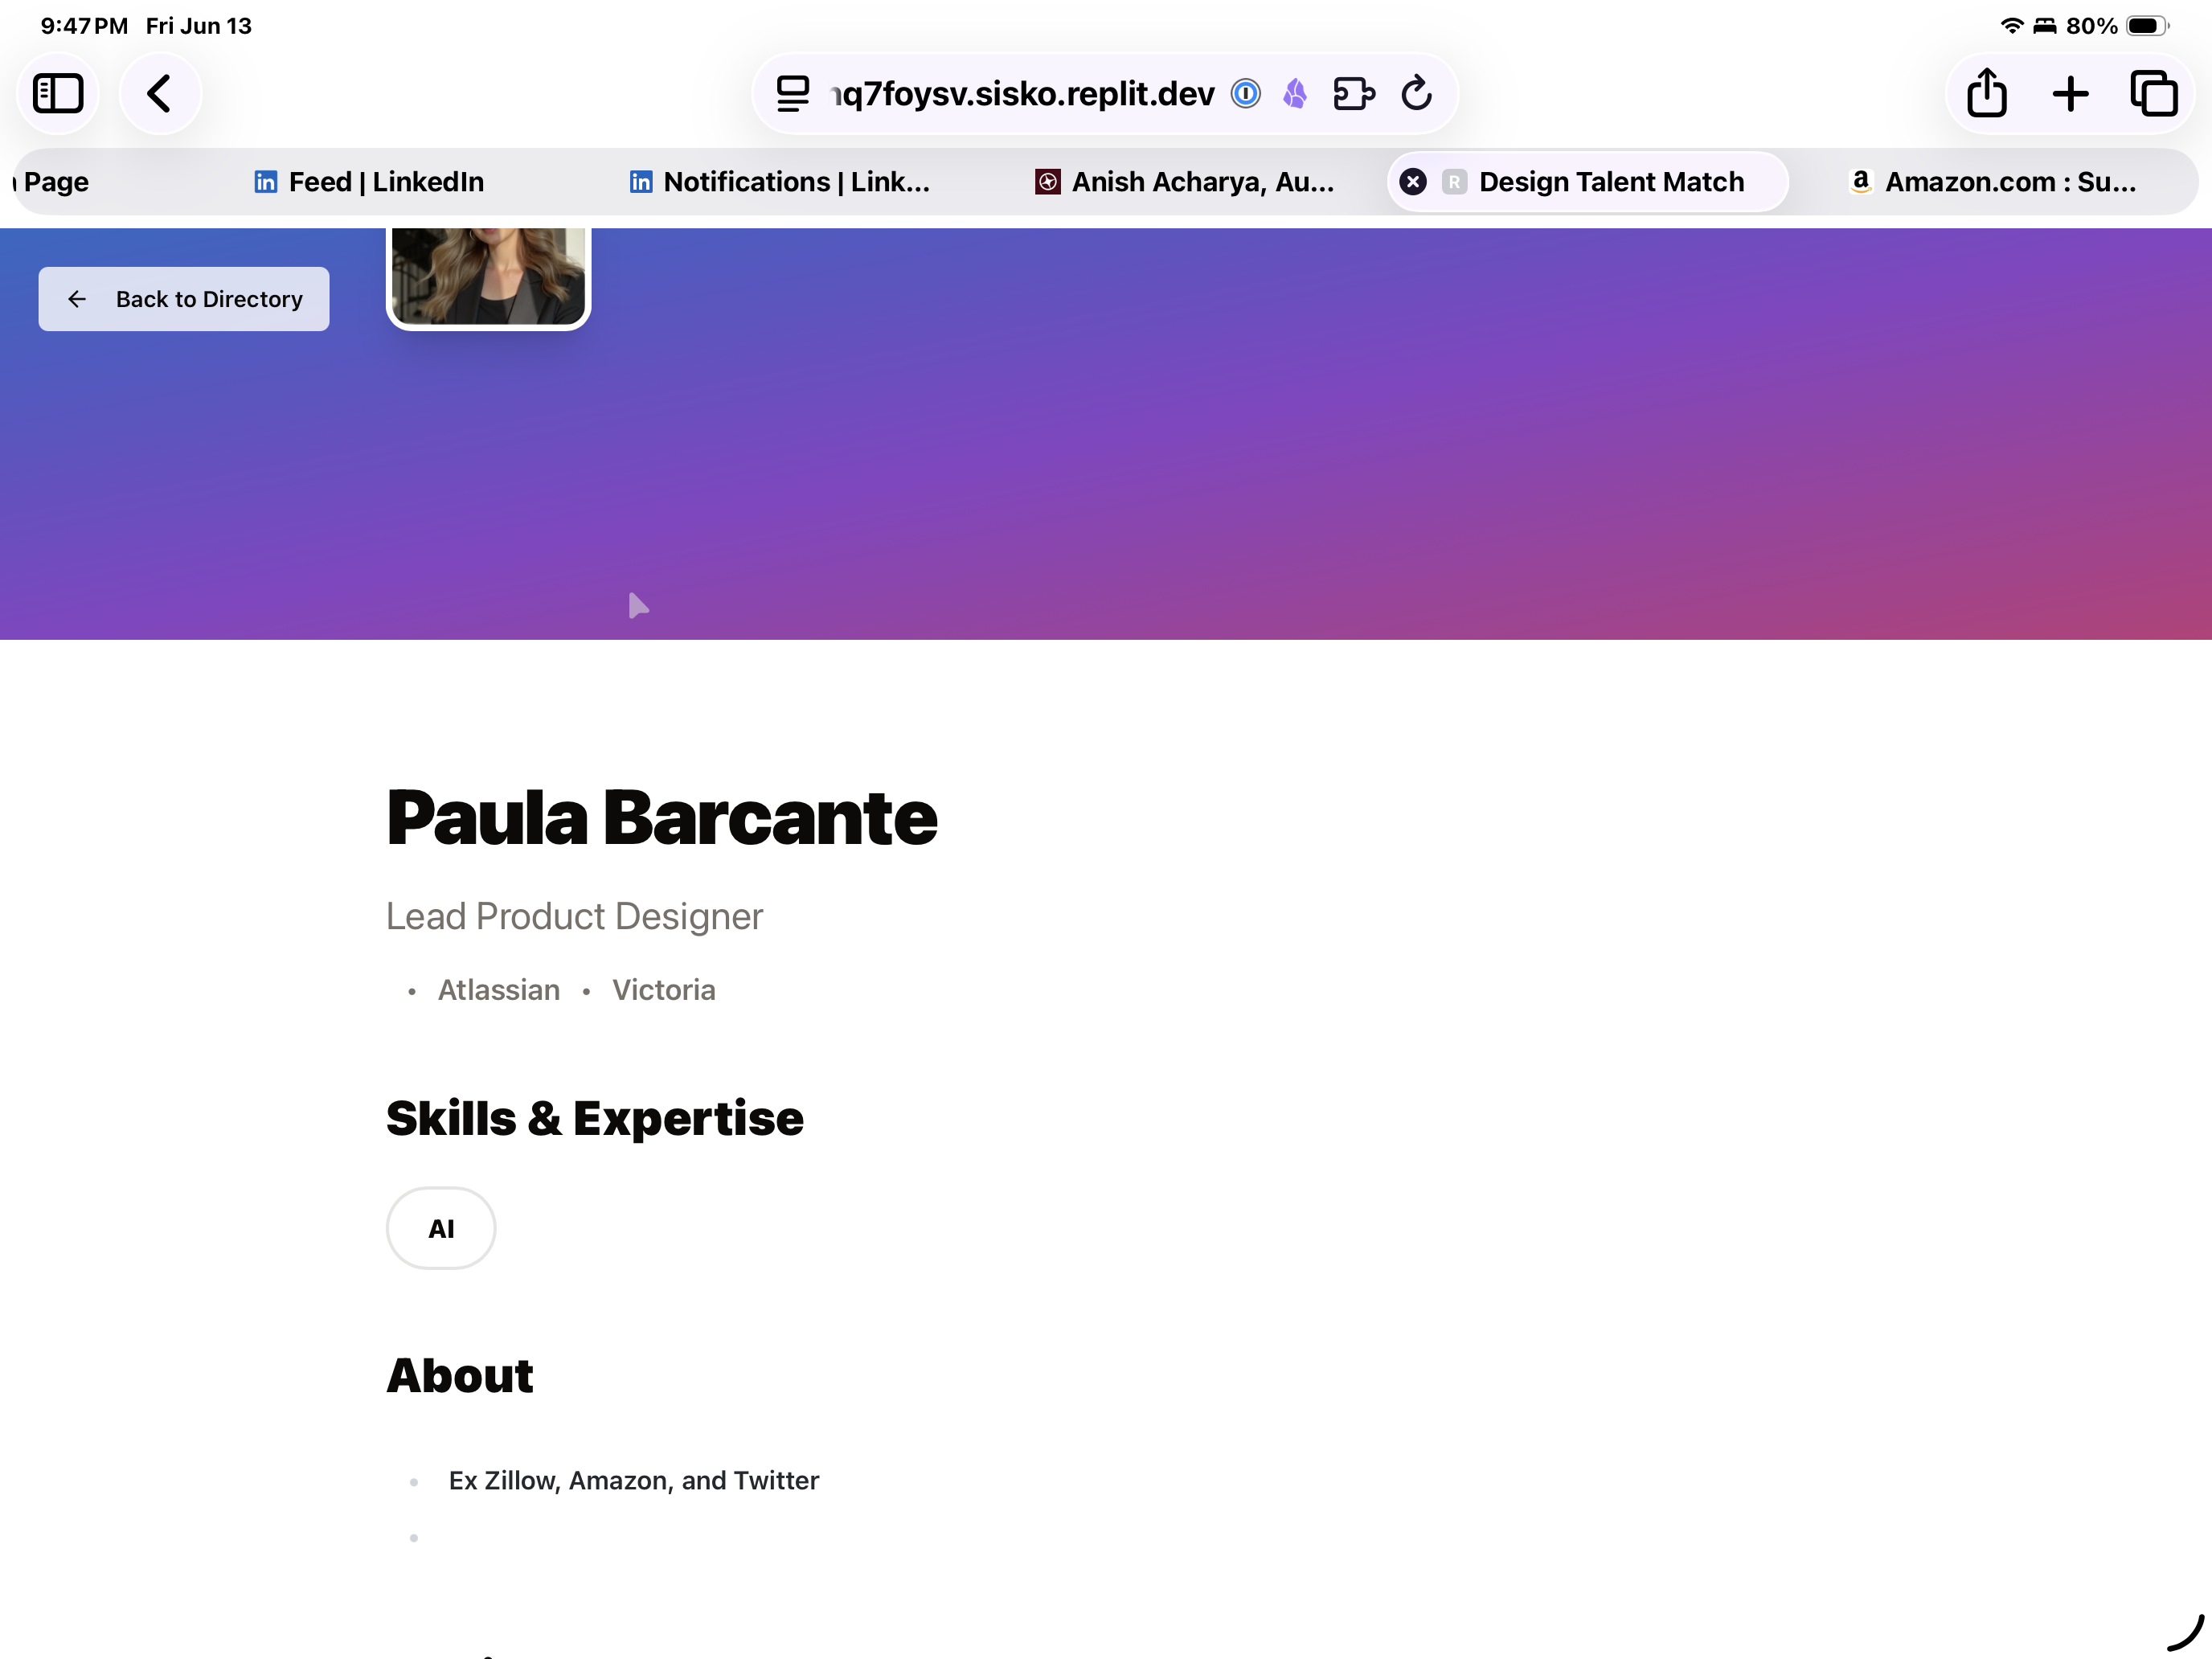 9:47 PM Fri Jun 13
80%
q7foysv.sisko.replit.dev
Page
Feed | LinkedIn
Notifications | Link...
Anish Acharya, Au...
R Design Talent Match
Amazon.com : Su...
Back to Directory
Paula Barcante
Lead Product Designer
• Atlassian • Victoria
Skills & Expertise
AI
About
• Ex Zillow, Amazon, and Twitter
•